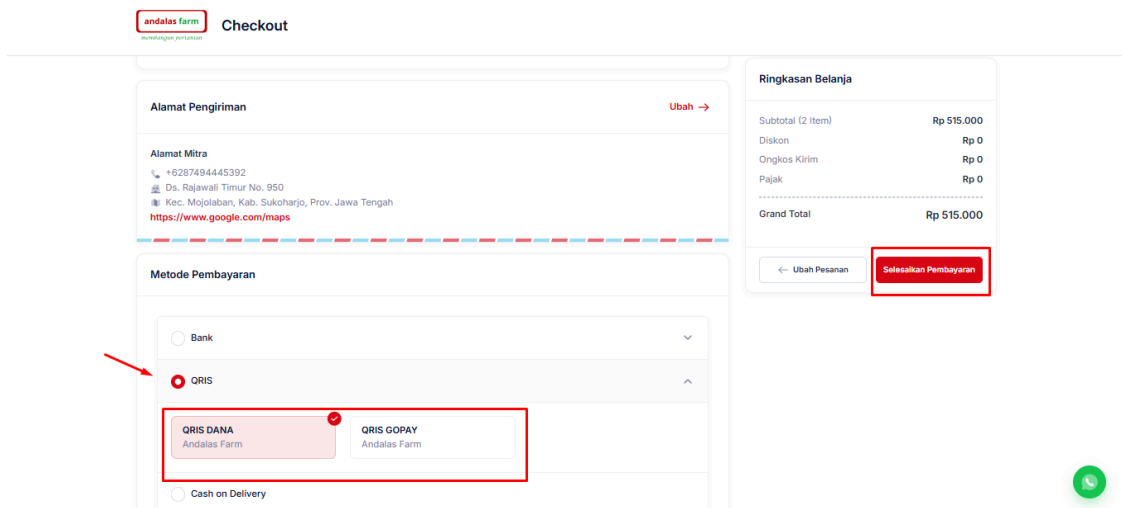 andalas farm
membangun pertanian
Checkout
Alamat Pengiriman
Ubah →
Alamat Mitra
+6287494445392
Ds. Rajawali Timur No. 950
Kec. Mojolaban, Kab. Sukoharjo, Prov. Jawa Tengah
https://www.google.com/maps
Metode Pembayaran
Bank
QRIS
QRIS DANA
Andalas Farm
QRIS GOPAY
Andalas Farm
Cash on Delivery
Ringkasan Belanja
Subtotal (2 Item) Rp 515.000
Diskon Rp 0
Ongkos Kirim Rp 0
Pajak Rp 0
Grand Total Rp 515.000
← Ubah Pesanan
Selesaikan Pembayaran